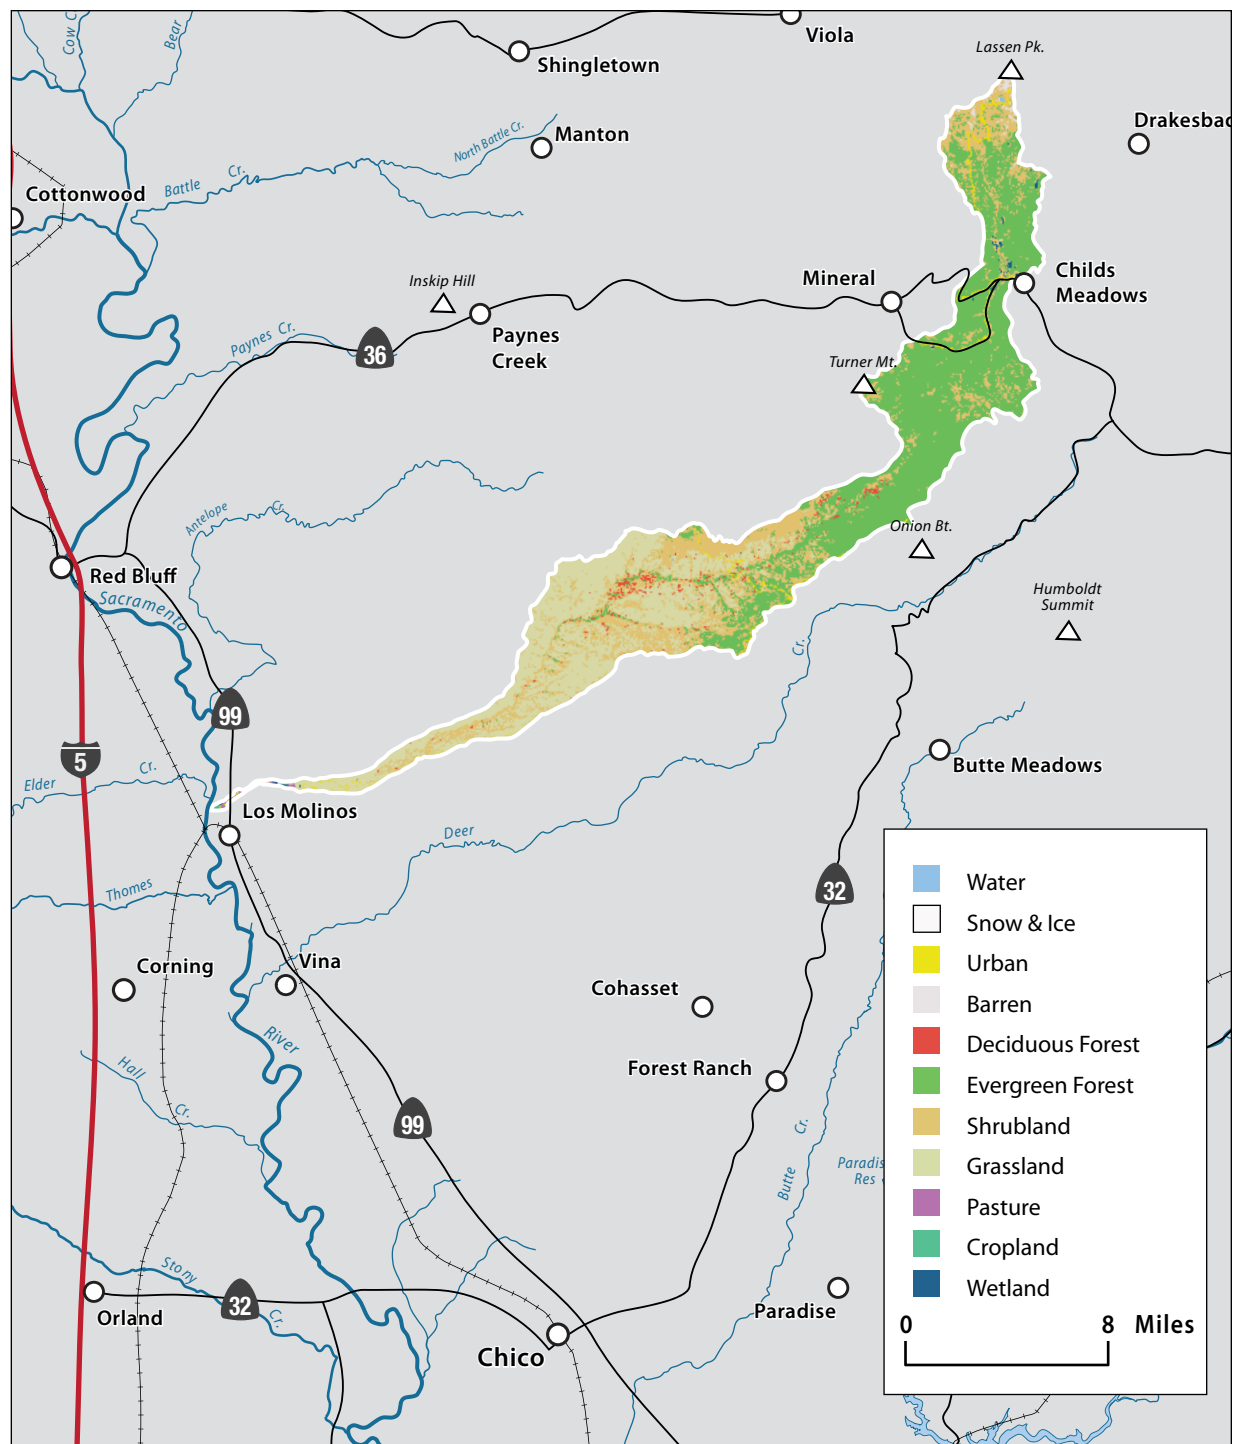 Viola
Cow C
Bear
Lassen Pk.
Shingletown
Drakesbac
North Battle Cr.
Manton
Battle Cr.
Cottonwood
Inskip Hill
Mineral
Childs
Meadows
Paynes Cr.
36
Paynes
Creek
Turner Mt.
Antelope Cr.
Onion Bt.
Red Bluff
Sacramento
Humboldt
Summit
Cr.
99
5
Elder Cr.
Butte Meadows
Los Molinos
Deer
Thomes
32
Water
Snow & Ice
Urban
Barren
Deciduous Forest
Evergreen Forest
Shrubland
Grassland
Pasture
Cropland
Wetland
0 8 Miles
Corning
Vina
Cohasset
River
Forest Ranch
Hall Cr.
99
Butte Cr.
Paradis
Res
Stony Cr.
32
Orland
Paradise
Chico